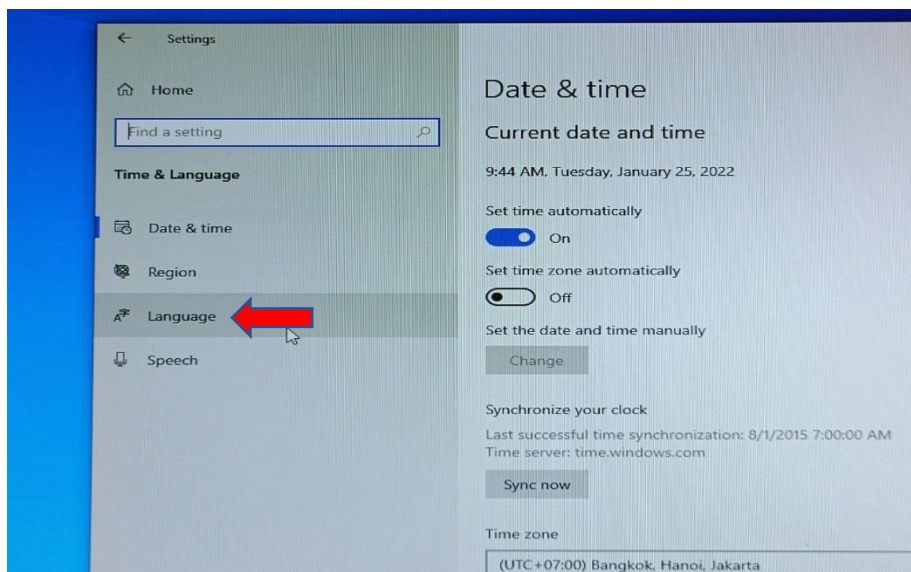 Settings
Home
Find a setting
Time & Language
Date & time
Region
Language
Speech
Date & time
Current date and time
9:44 AM, Tuesday, January 25, 2022
Set time automatically
On
Set time zone automatically
Off
Set the date and time manually
Change
Synchronize your clock
Last successful time synchronization: 8/1/2015 7:00:00 AM
Time server: time.windows.com
Sync now
Time zone
(UTC+07:00) Bangkok, Hanoi, Jakarta